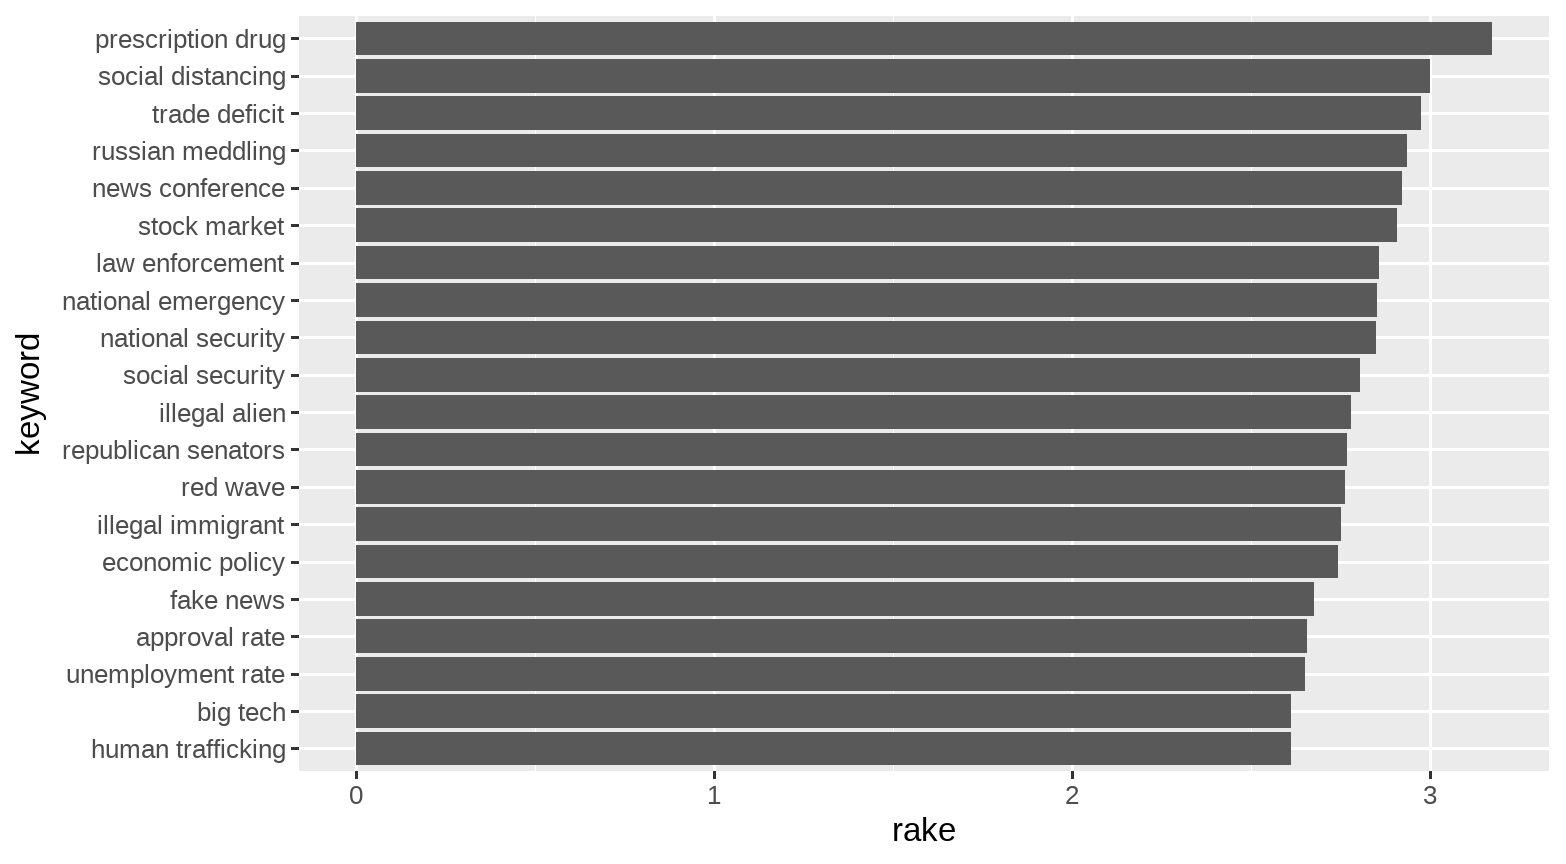 prescription drug
social distancing
trade deficit
russian meddling
news conference
stock market
law enforcement
national emergency
national security
social security
illegal alien
republican senators
red wave
illegal immigrant
economic policy
fake news
approval rate
unemployment rate
big tech
human trafficking
keyword
0 1 2 3
rake